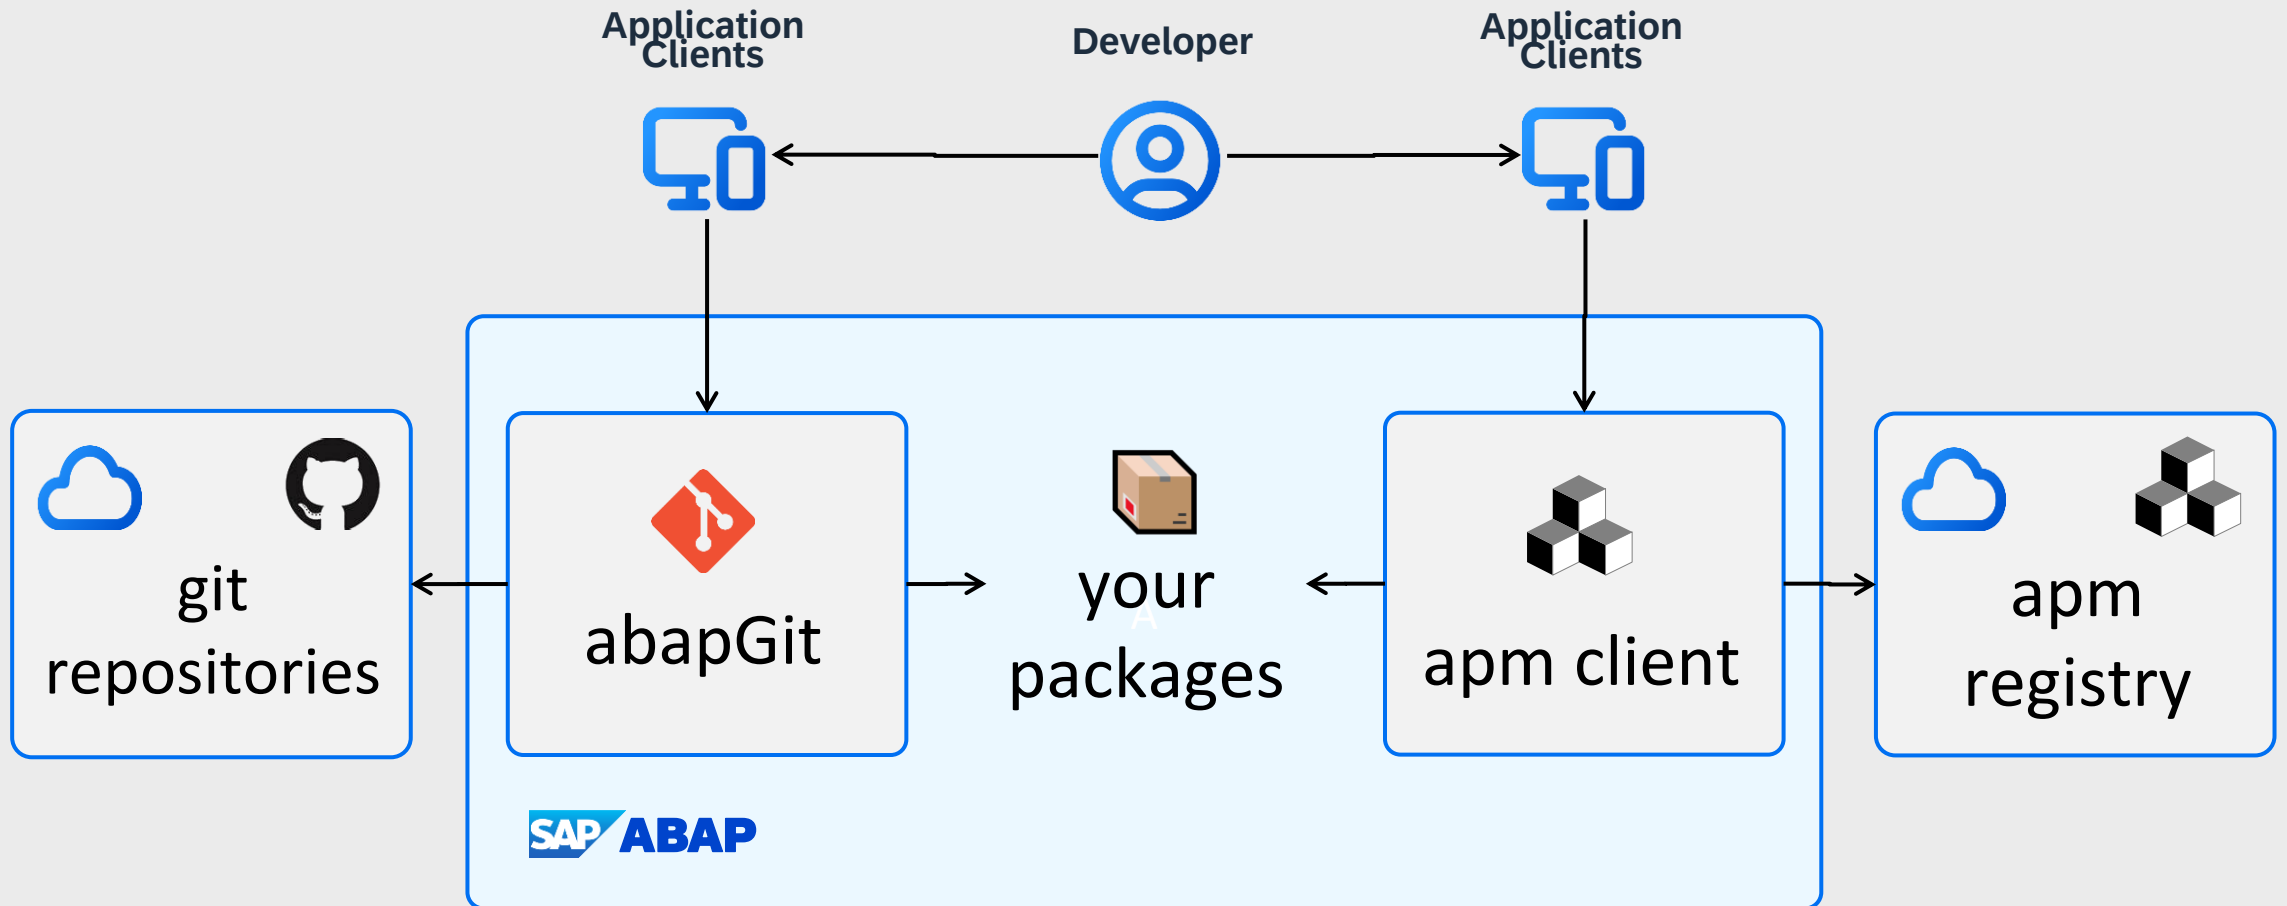 Application
Clients
Developer
Application
Clients
git
repositories
abapGit
your
A
packages
apm client
apm
registry
SAP ABAP